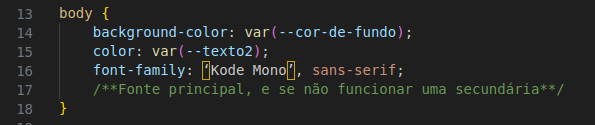 13 body {
14 background-color: var(--cor-de-fundo);
15 color: var(--texto2);
16 font-family: ‘Kode Mono’, sans-serif;
17 /**Fonte principal, e se não funcionar uma secundária**/
18 }